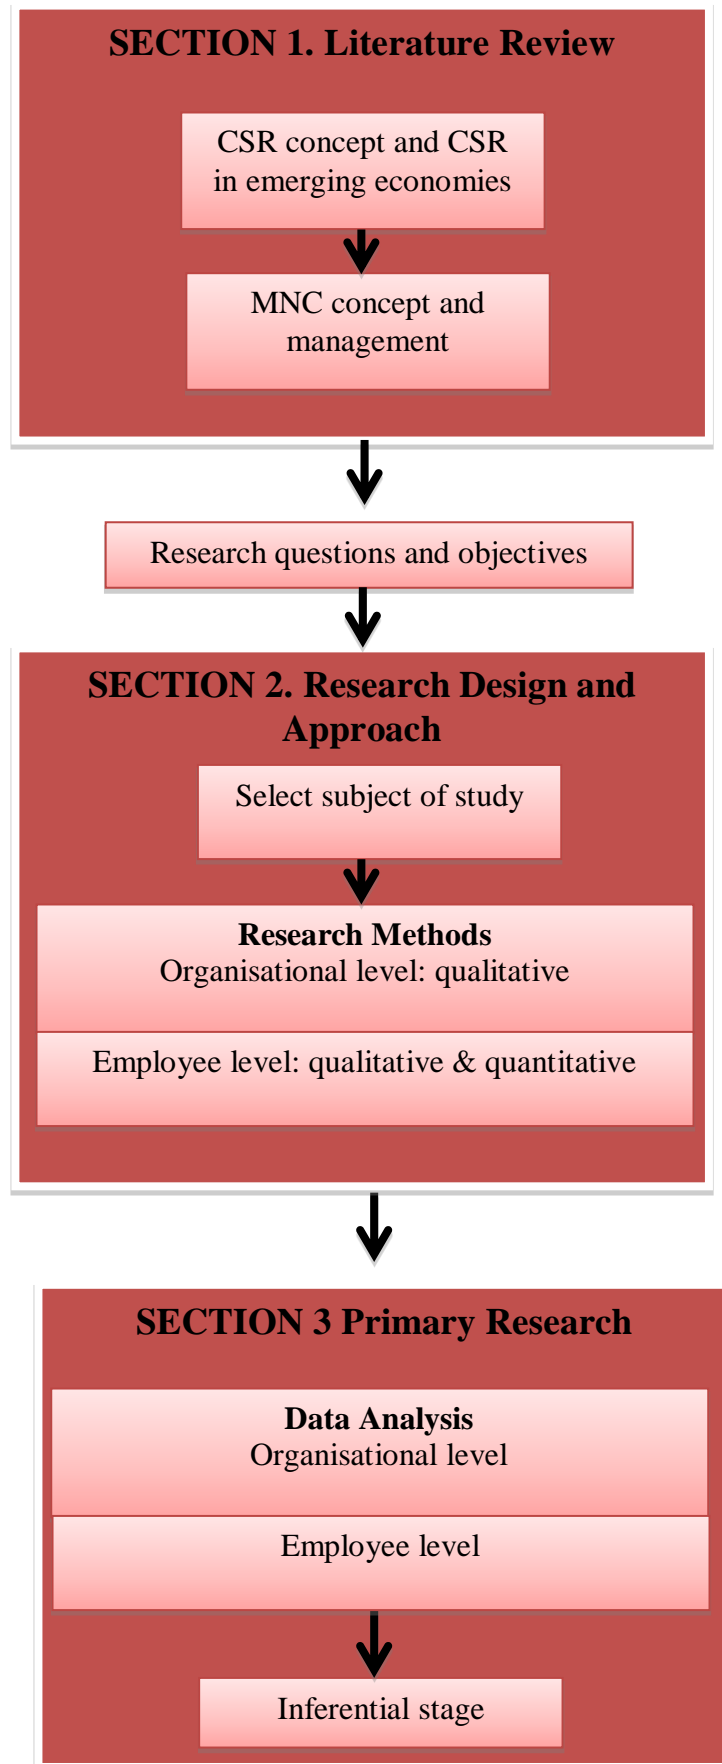 SECTION 1. Literature Review
CSR concept and CSR
in emerging economies
MNC concept and
management
Research questions and objectives
SECTION 2. Research Design and
Approach
Select subject of study
Research Methods
Organisational level: qualitative
Employee level: qualitative & quantitative
SECTION 3 Primary Research
Data Analysis
Organisational level
Employee level
Inferential stage